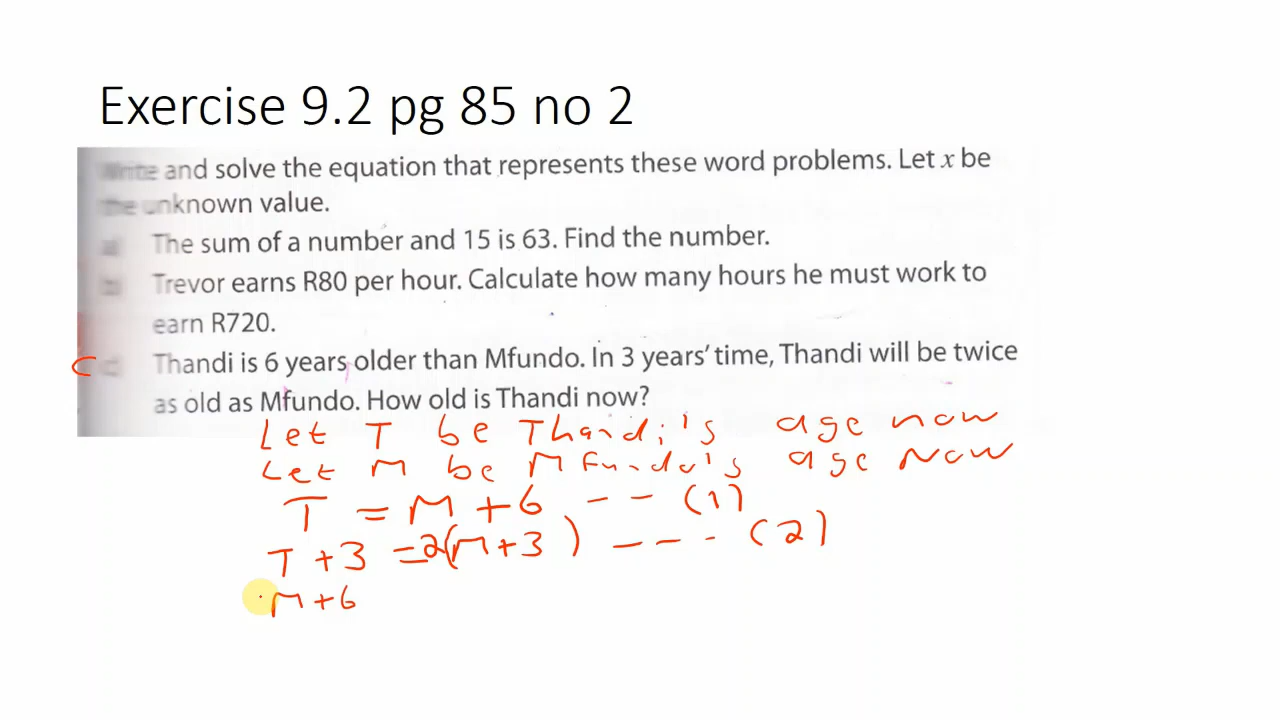 Exercise 9.2 pg 85 no 2
Write and solve the equation that represents these word problems. Let x be
the unknown value.
a) The sum of a number and 15 is 63. Find the number.
b) Trevor earns R80 per hour. Calculate how many hours he must work to
earn R720.
c Thandi is 6 years older than Mfundo. In 3 years' time, Thandi will be twice
as old as Mfundo. How old is Thandi now?
Let T be Thandi's age now
Let M be Mfundo's age now
T = M + 6 - - (1)
T + 3 = 2(M + 3) - - - (2)
M + 6